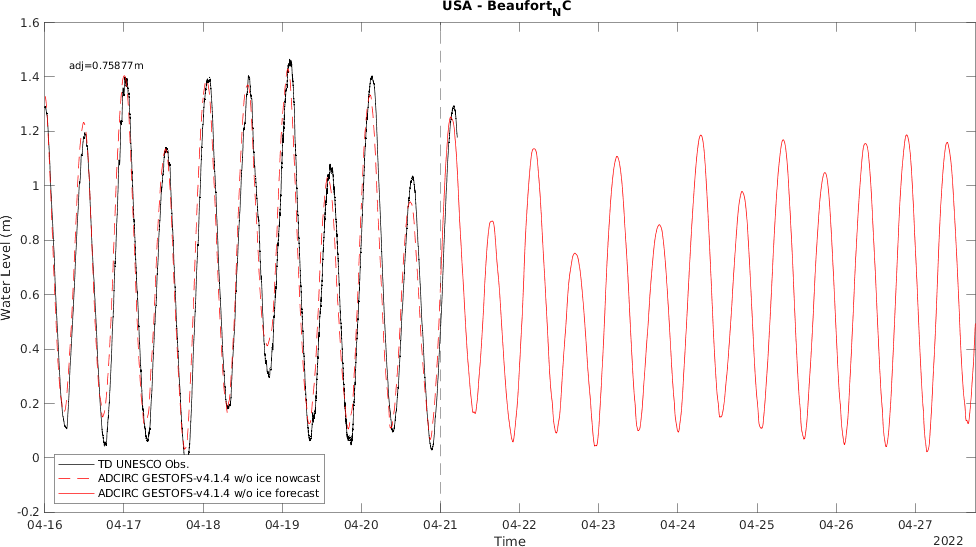 USA - Beaufort_NC
1.6
adj=0.75877m
1.4
1.2
1
0.8
Water Level (m)
0.6
0.4
0.2
0
-0.2
TD UNESCO Obs.
ADCIRC GESTOFS-v4.1.4 w/o ice nowcast
ADCIRC GESTOFS-v4.1.4 w/o ice forecast
04-16 04-17 04-18 04-19 04-20 04-21 04-22 04-23 04-24 04-25 04-26 04-27
Time
2022